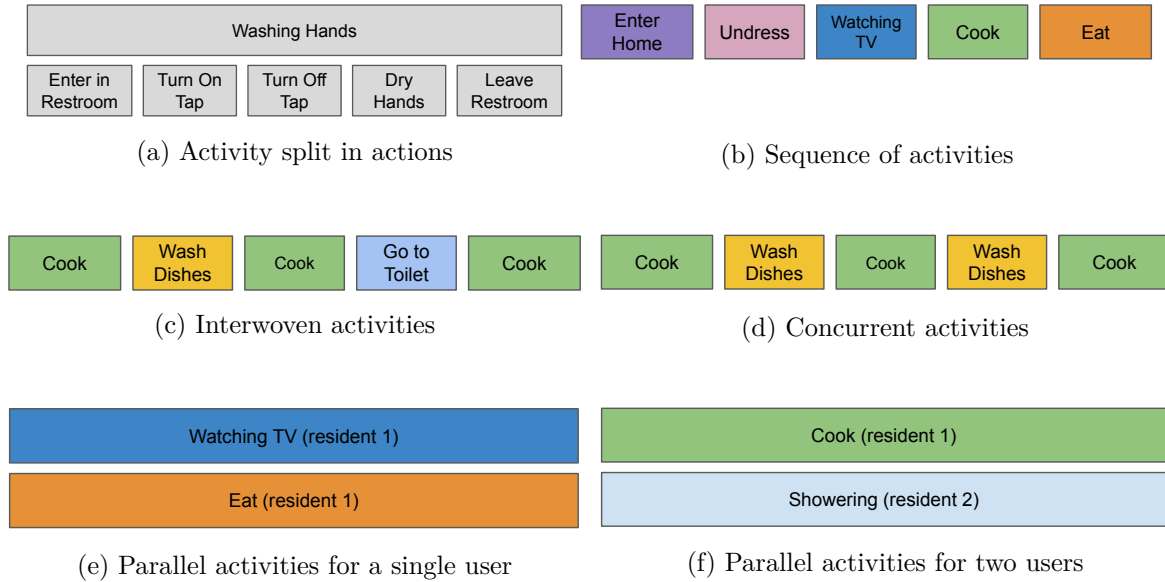 Washing Hands
Enter in
Restroom
Turn On
Tap
Turn Off
Tap
Dry
Hands
Leave
Restroom
(a) Activity split in actions
Enter
Home
Undress
Watching
TV
Cook
Eat
(b) Sequence of activities
Cook
Wash
Dishes
Cook
Go to
Toilet
Cook
(c) Interwoven activities
Cook
Wash
Dishes
Cook
Wash
Dishes
Cook
(d) Concurrent activities
Watching TV (resident 1)
Eat (resident 1)
(e) Parallel activities for a single user
Cook (resident 1)
Showering (resident 2)
(f) Parallel activities for two users